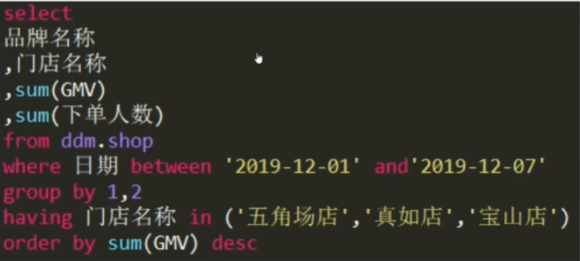 select
品牌名称
,门店名称
,sum(GMV)
,sum(下单人数)
from ddm.shop
where 日期 between '2019-12-01' and'2019-12-07'
group by 1,2
having 门店名称 in ('五角场店','真如店','宝山店')
order by sum(GMV) desc